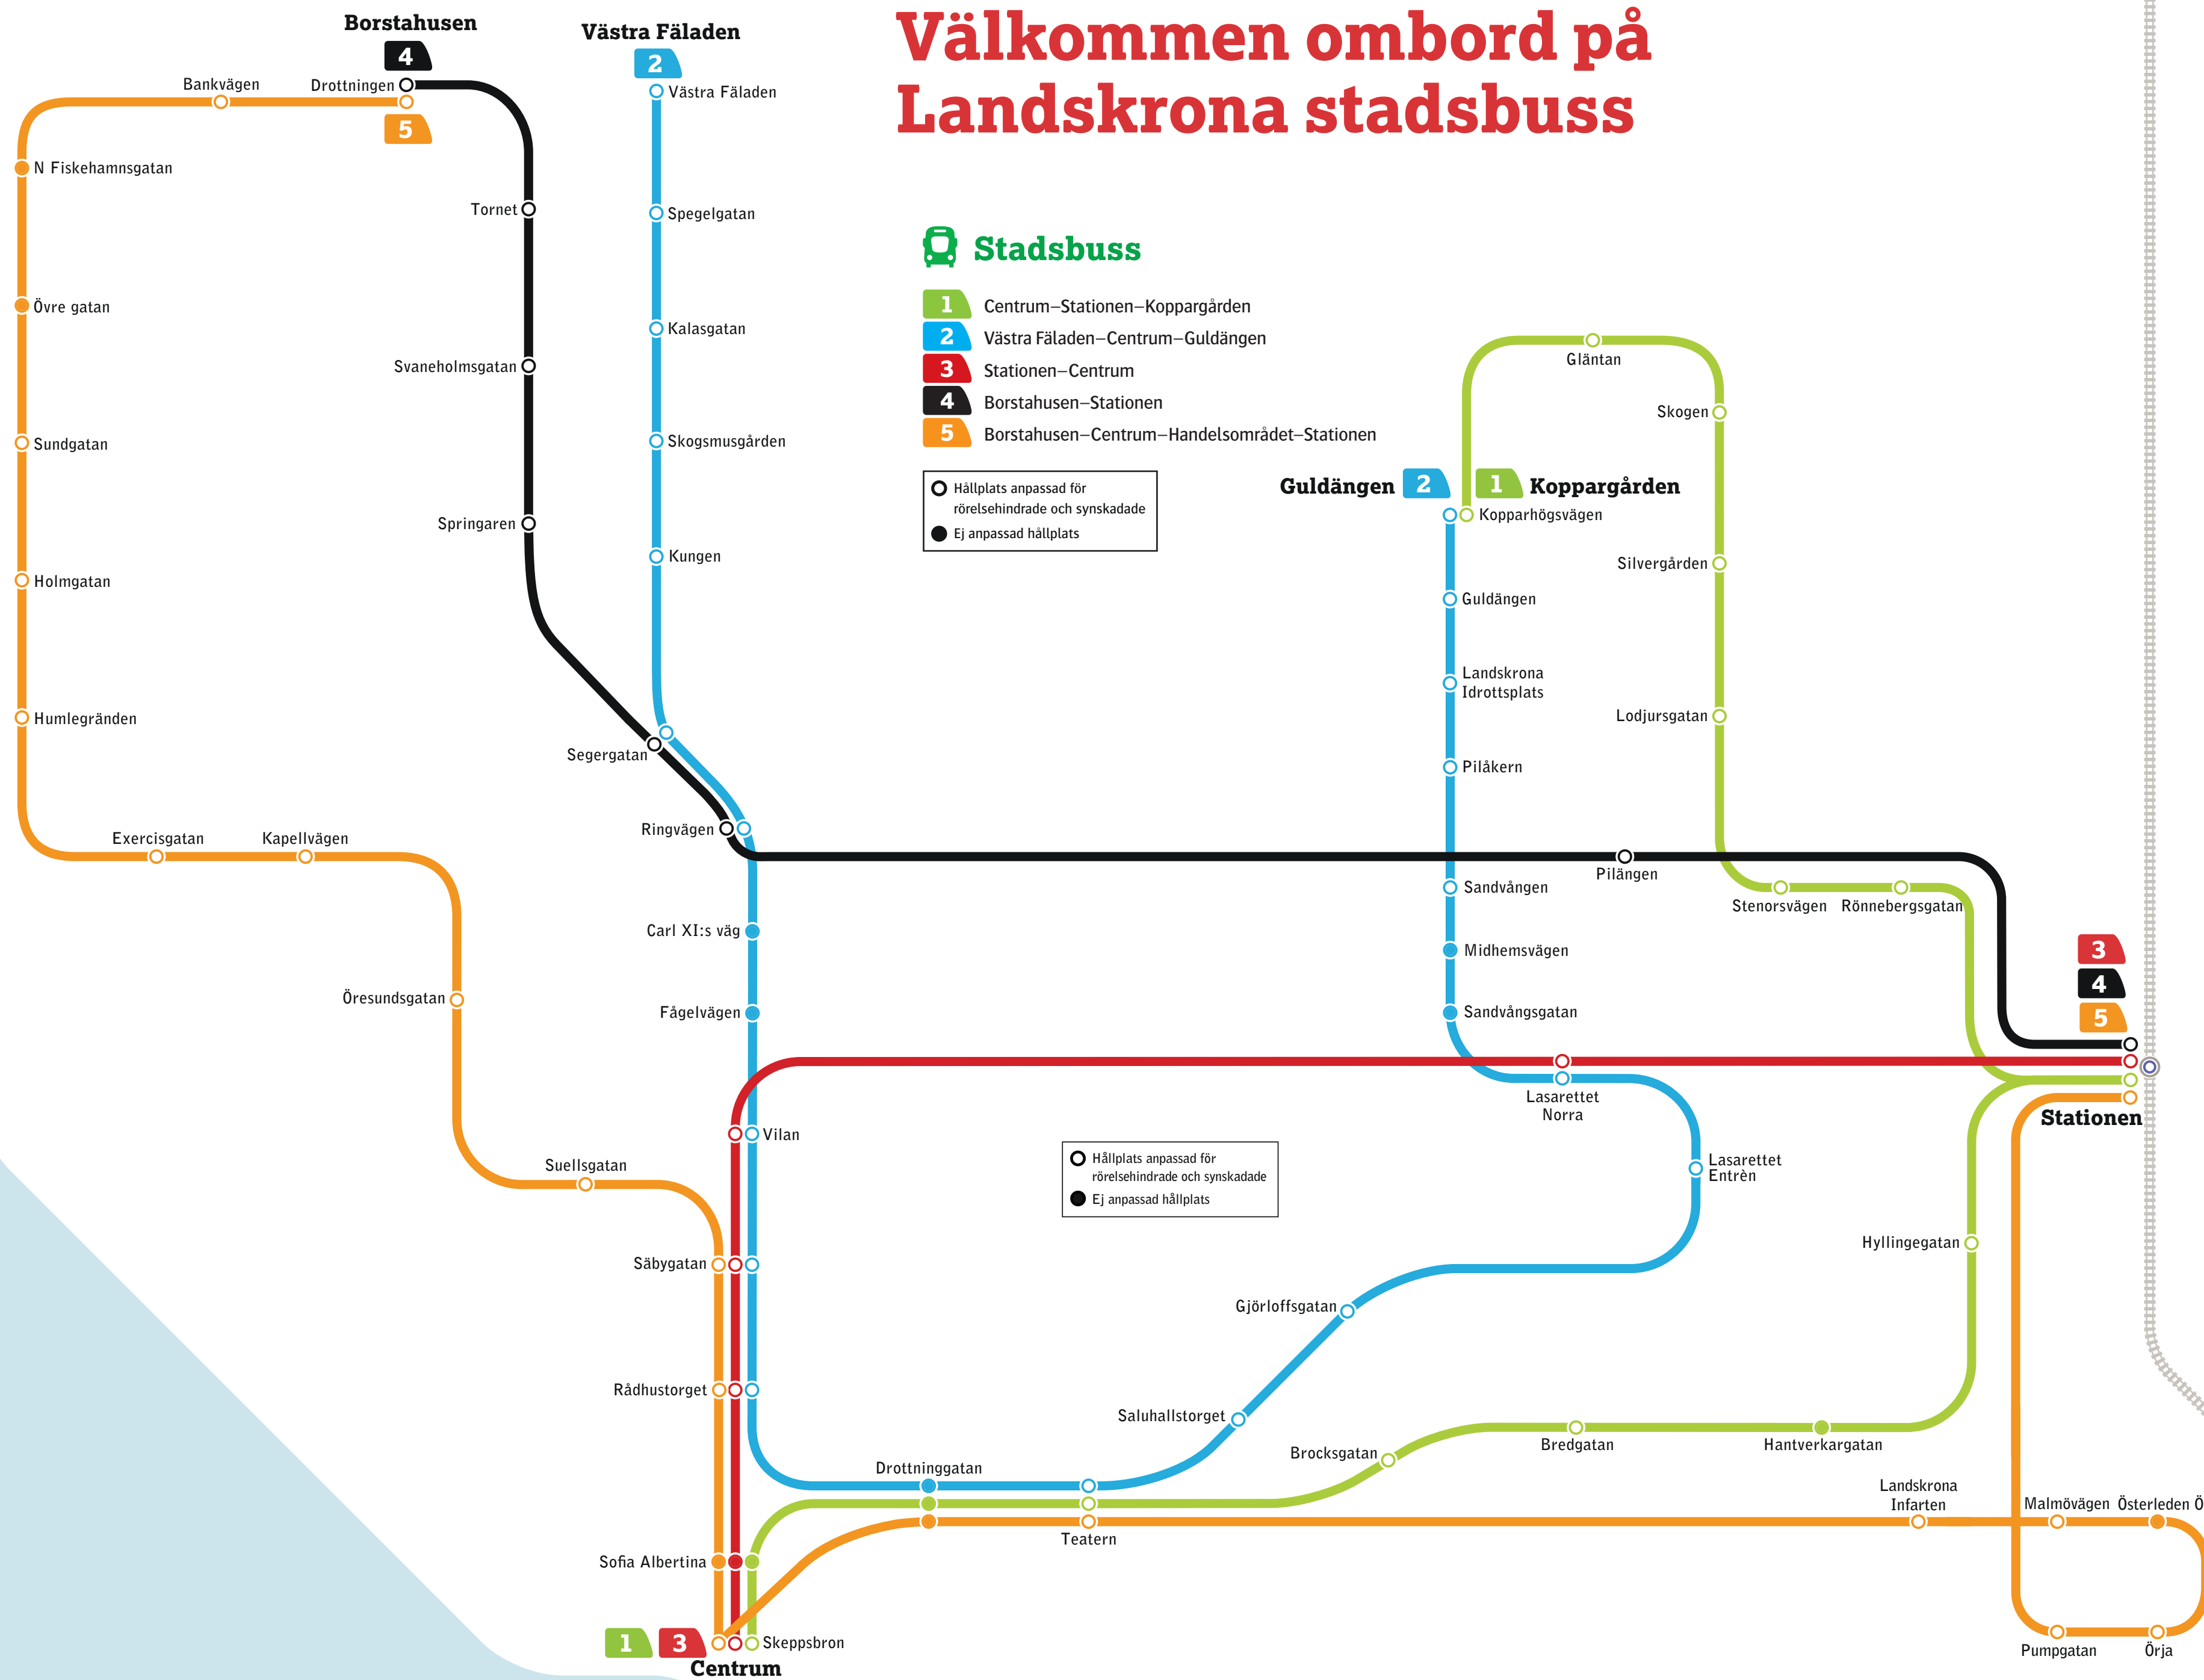 Välkommen ombord på
Landskrona stadsbuss
Borstahusen
4
Västra Fäladen
2
Bankvägen
Drottningen
5
Västra Fäladen
N Fiskehamnsgatan
Tornet
Spegelgatan
Stadsbuss
1 Centrum–Stationen–Koppargården
2 Västra Fäladen–Centrum–Guldängen
3 Stationen–Centrum
4 Borstahusen–Stationen
5 Borstahusen–Centrum–Handelsområdet–Stationen
Hållplats anpassad för
rörelsehindrade och synskadade
Ej anpassad hållplats
Övre gatan
Kalasgatan
Svaneholmsgatan
Sundgatan
Skogsmusgården
Springaren
Kungen
Holmgatan
Humlegränden
Segergatan
Ringvägen
Exercisgatan
Kapellvägen
Carl XI:s väg
Öresundsgatan
Fågelvägen
Gläntan
Skogen
Guldängen 2
1 Koppargården
Kopparhögsvägen
Silvergården
Guldängen
Landskrona
Idrottsplats
Lodjursgatan
Pilåkern
Pilängen
Sandvången
Stenorsvägen
Rönnebergsgatan
Midhemsvägen
Sandvångsgatan
3
4
5
Stationen
Lasarettet
Norra
Vilan
Hållplats anpassad för
rörelsehindrade och synskadade
Ej anpassad hållplats
Lasarettet
Entrèn
Suellsgatan
Säbygatan
Hyllingegatan
Gjörloffsgatan
Rådhustorget
Saluhallstorget
Brocksgatan
Bredgatan
Hantverkargatan
Drottninggatan
Teatern
Landskrona
Infarten
Malmövägen
Österleden Ö
Sofia Albertina
1
3
Skeppsbron
Centrum
Pumpgatan
Örja